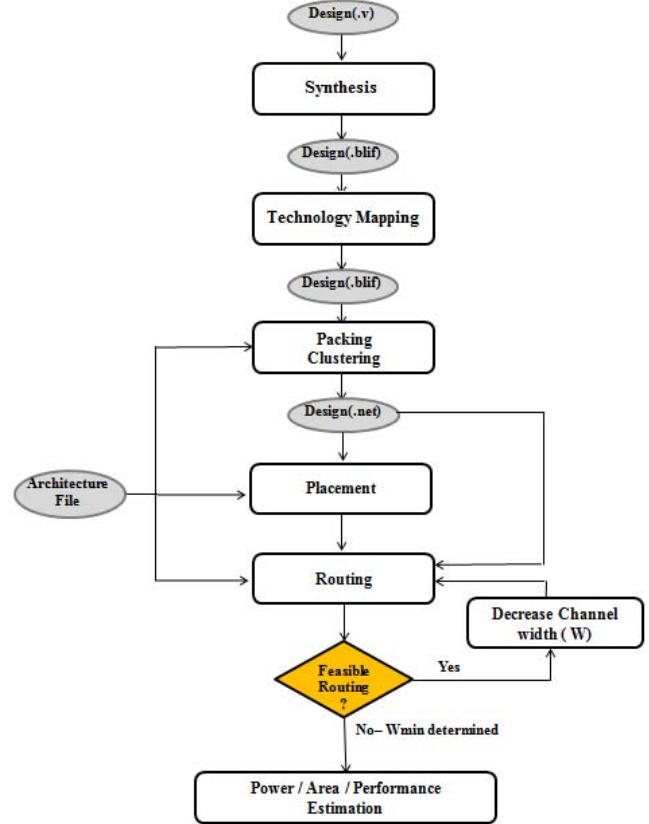 Design(.v)
Synthesis
Design(.blif)
Technology Mapping
Design(.blif)
Packing
Clustering
Design(.net)
Architecture
File
Placement
Routing
Decrease Channel
width ( W)
Feasible
Routing
?
Yes
No– Wmin determined
Power / Area / Performance
Estimation